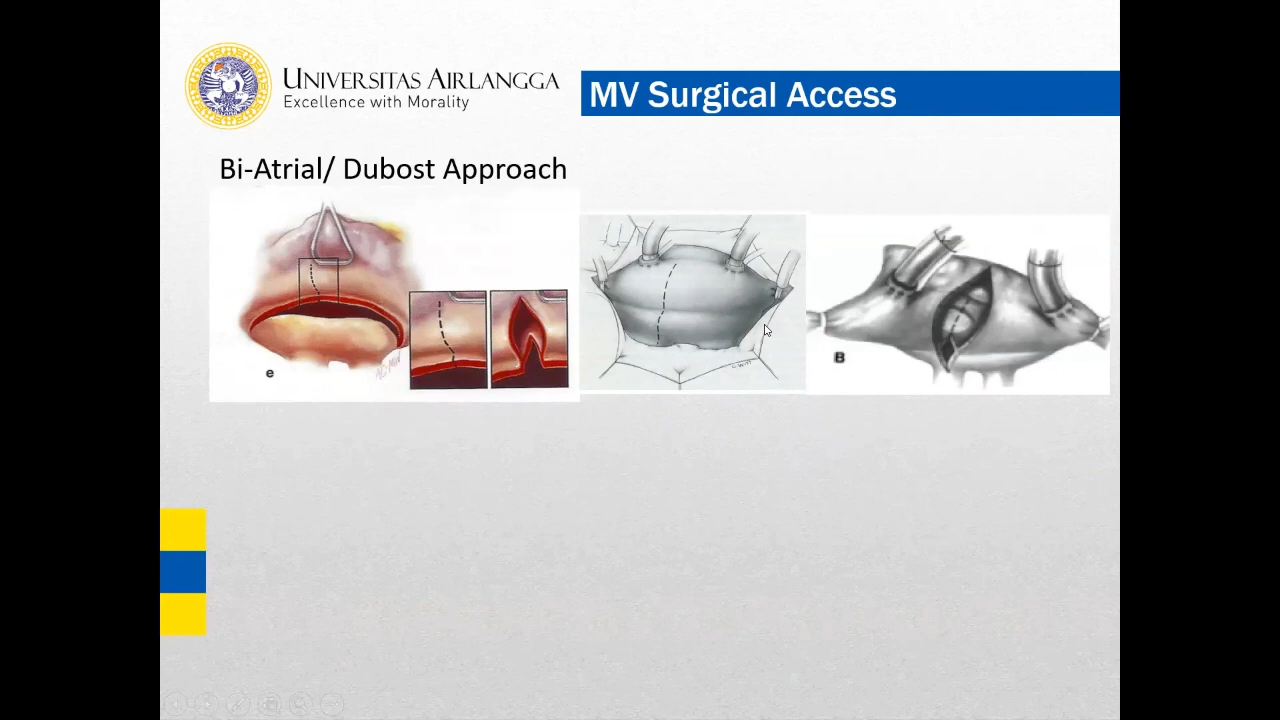 UNIVERSITAS AIRLANGGA
Excellence with Morality
MV Surgical Access
Bi-Atrial/ Dubost Approach
e
B